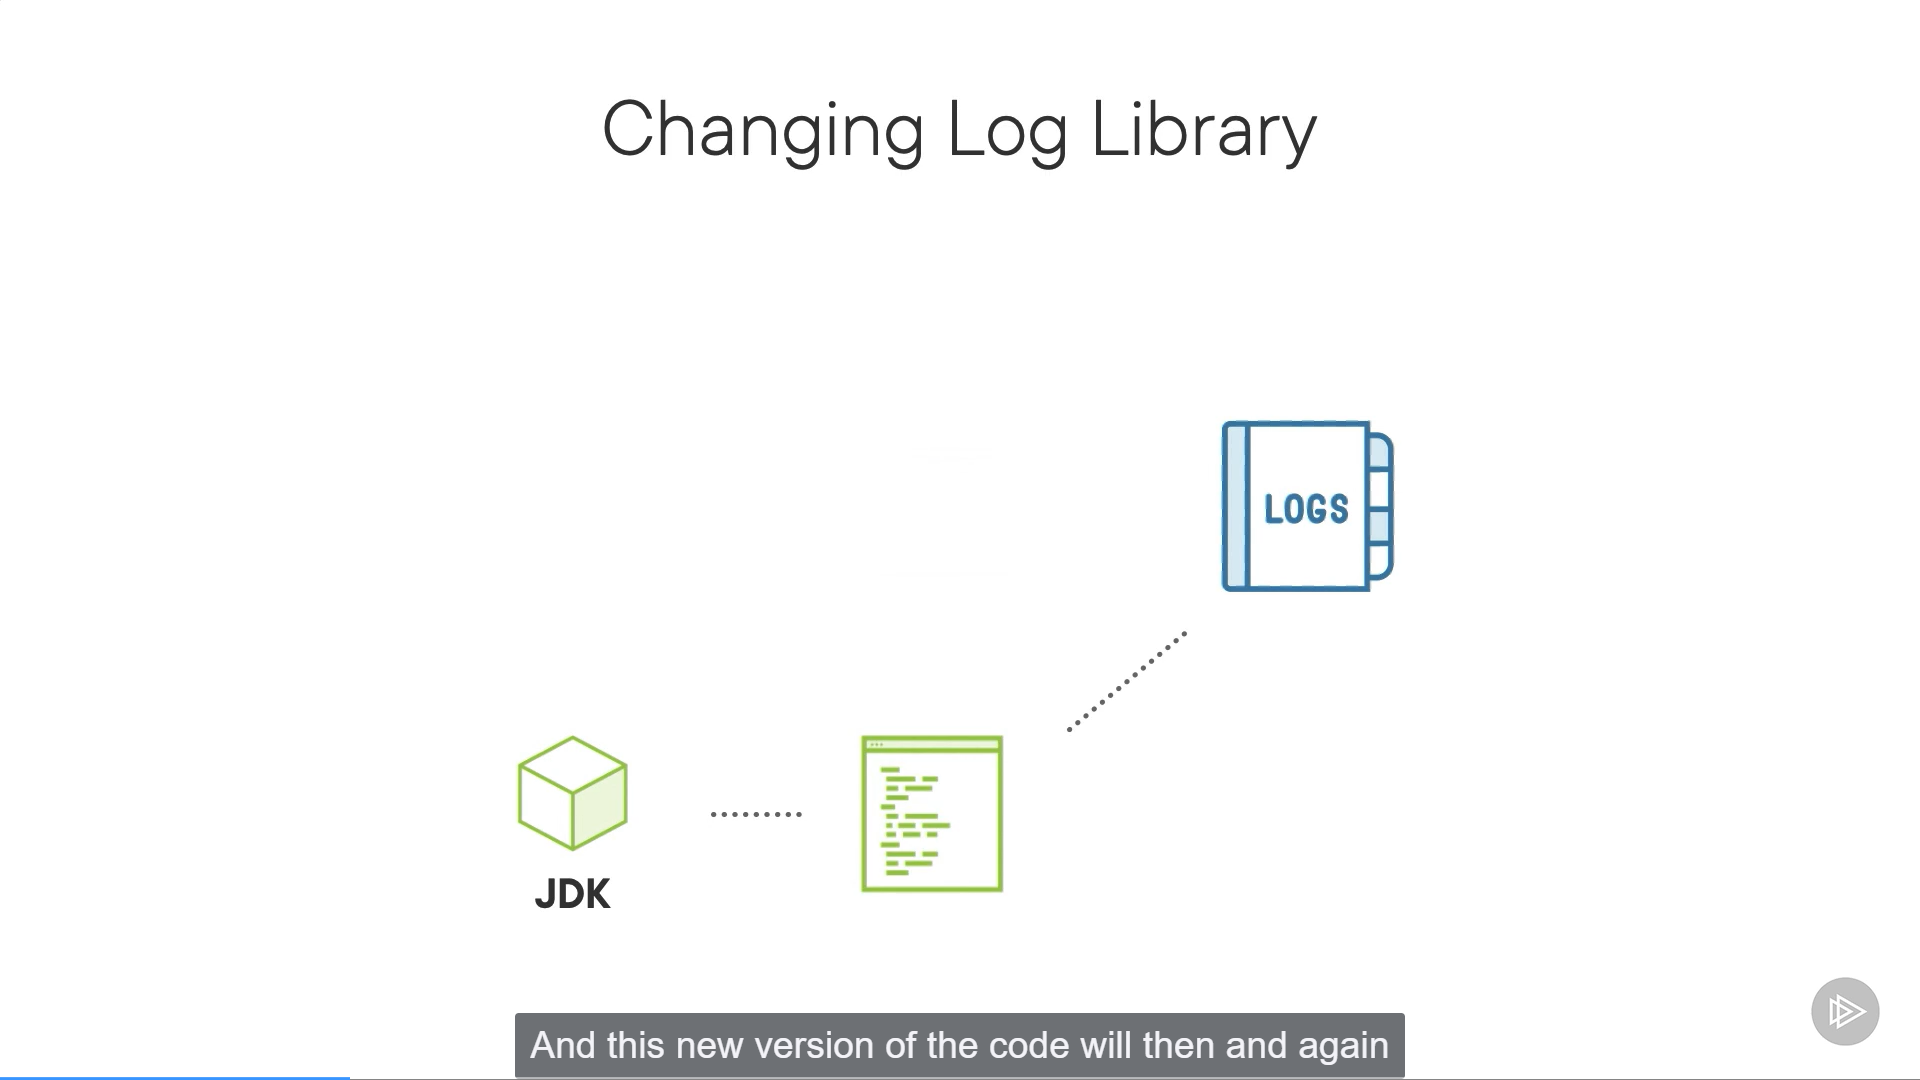 Changing Log Library
LOGS
JDK
And this new version of the code will then and again